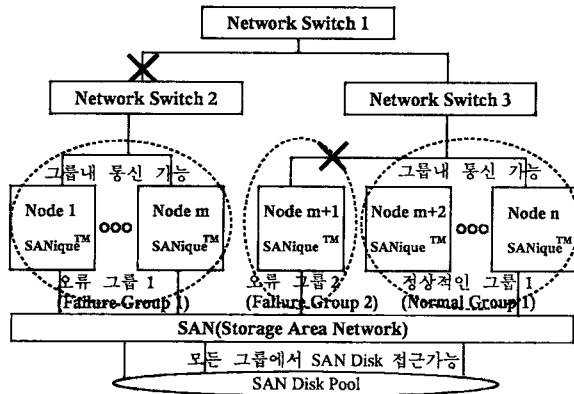 Network Switch 1
Network Switch 2
Network Switch 3
그룹내 통신 가능
그룹내 통신 가능
Node 1
SANique™
ooo
Node m
SANique™
Node m+1
SANique™
Node m+2
SANique™
ooo
Node n
SANique™
오류 그룹 1
(Failure Group 1)
오류 그룹 2
(Failure Group 2)
정상적인 그룹 1
(Normal Group 1)
SAN(Storage Area Network)
모든 그룹에서 SAN Disk 접근가능
SAN Disk Pool